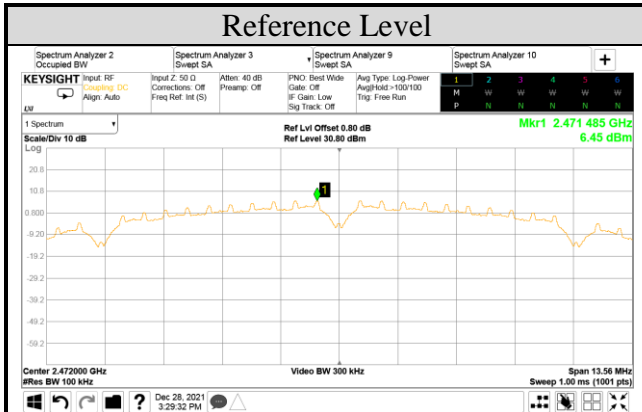 Reference Level
Spectrum Analyzer 2
Occupied BW
Spectrum Analyzer 3
Swept SA
Spectrum Analyzer 9
Swept SA
Spectrum Analyzer 10
Swept SA
+
KEYSIGHT
Input: RF
Coupling: DC
Align: Auto
LXI
Input Z: 50 Ω
Corrections: Off
Freq Ref: Int (S)
Atten: 40 dB
Preamp: Off
PNO: Best Wide
Gate: Off
IF Gain: Low
Sig Track: Off
Avg Type: Log-Power
Avg|Hold:>100/100
Trig: Free Run
1 2 3 4 5 6
M W W W W W
P N N N N N
1 Spectrum
Scale/Div 10 dB
Ref Lvl Offset 0.80 dB
Ref Level 30.80 dBm
Mkr1 2.471 485 GHz
6.45 dBm
Log
20.8
10.8
0.800
-9.20
-19.2
-29.2
-39.2
-49.2
-59.2
1
Center 2.472000 GHz
#Res BW 100 kHz
Video BW 300 kHz
Span 13.56 MHz
Sweep 1.00 ms (1001 pts)
?
Dec 28, 2021
3:29:32 PM